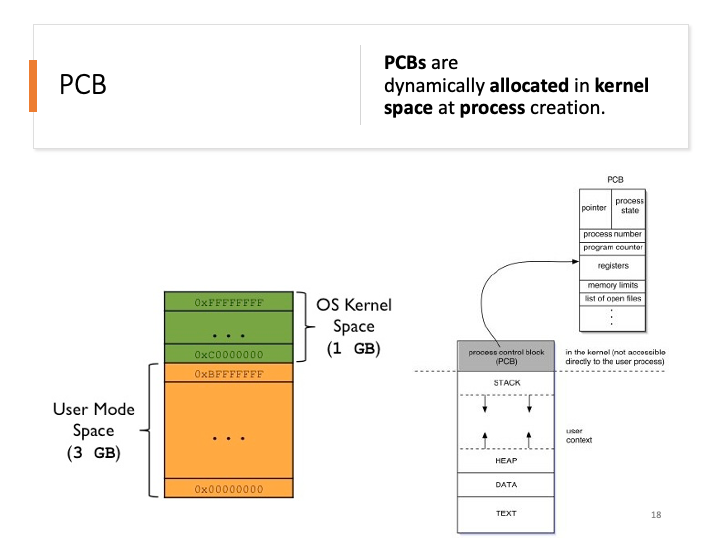 PCB
PCBs are
dynamically allocated in kernel
space at process creation.
0xFFFFFFFF
...
0xC0000000
0xBFFFFFFF
...
0x00000000
OS Kernel
Space
(1 GB)
User Mode
Space
(3 GB)
PCB
pointer
process
state
process number
program counter
registers
memory limits
list of open files
process control block
(PCB)
in the kernel (not accessible
directly to the user process)
STACK
user
context
HEAP
DATA
TEXT
18